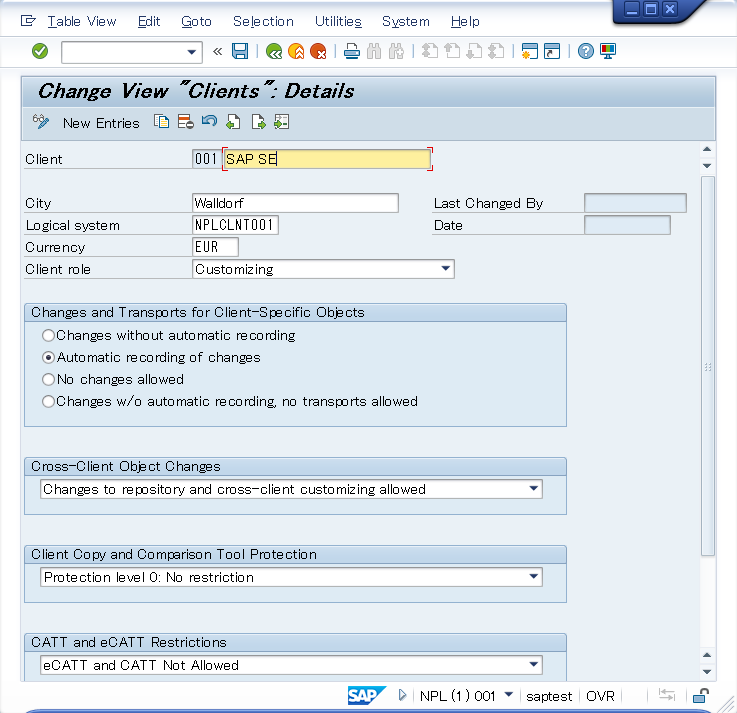 Table View Edit Goto Selection Utilities System Help
Change View "Clients": Details
New Entries
Client 001 SAP SE
City Walldorf Last Changed By
Logical system NPLCLNT001 Date
Currency EUR
Client role Customizing
Changes and Transports for Client-Specific Objects
Changes without automatic recording
Automatic recording of changes
No changes allowed
Changes w/o automatic recording, no transports allowed
Cross-Client Object Changes
Changes to repository and cross-client customizing allowed
Client Copy and Comparison Tool Protection
Protection level 0: No restriction
CATT and eCATT Restrictions
eCATT and CATT Not Allowed
SAP NPL (1) 001 saptest OVR